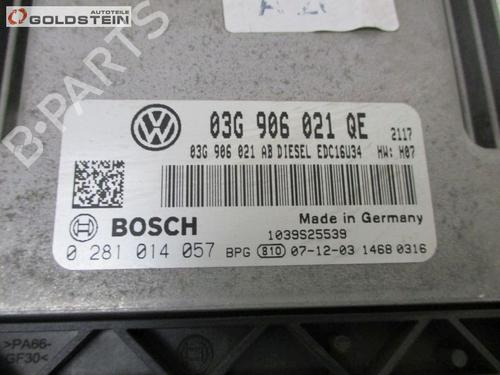 AUTOTEILE
GOLDSTEIN
B-PARTS
03G 906 021 QE 2117
03G 906 021 AB DIESEL EDC16U34 HW: H07
BOSCH
Made in Germany
1039S25539
0 281 014 057 BPG 810 07-12-03 1468 0316
>PA66-
GF30<